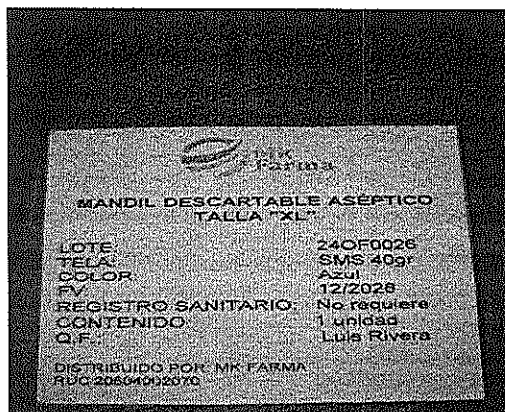 MK
Farma
MANDIL DESCARTABLE ASÉPTICO
TALLA "XL"
LOTE: 24OF0026
TELA: SMS 40gr
COLOR Azul
FV. 12/2028
REGISTRO SANITARIO: No requiere
CONTENIDO 1 unidad
Q.F.: Luis Rivera
DISTRIBUIDO POR: MK FARMA
RUC